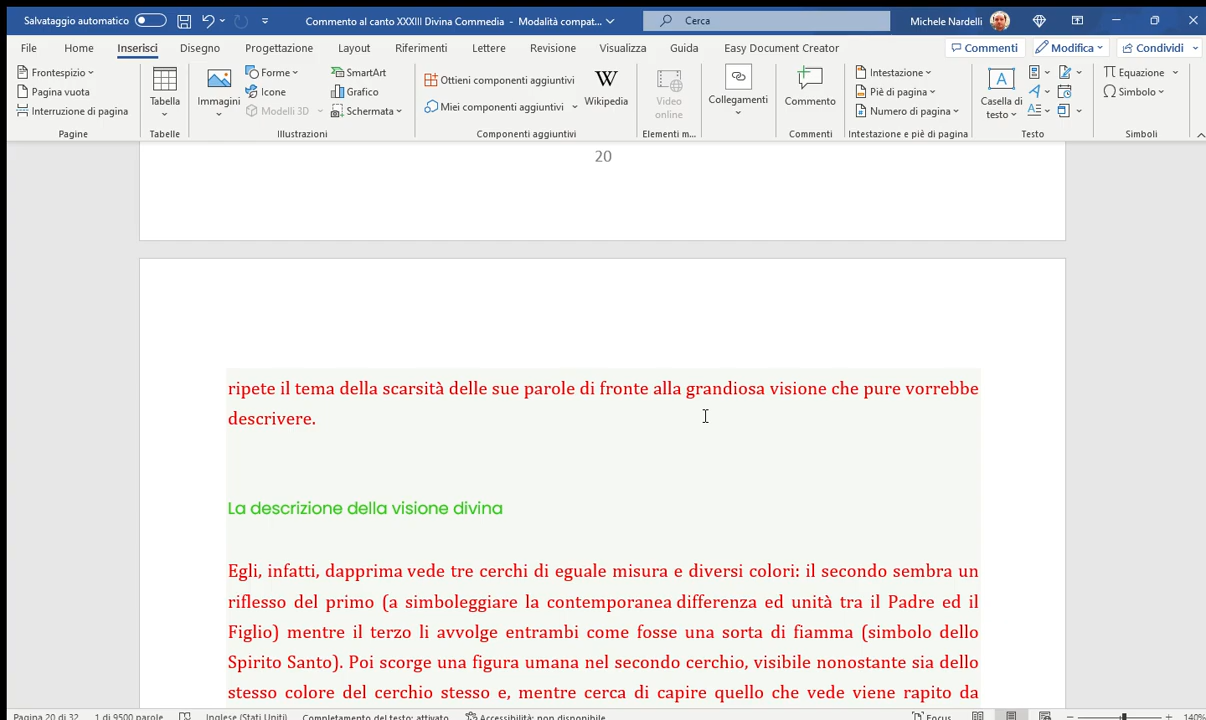 Salvataggio automatico Commento al canto XXXIII Divina Commedia - Modalità compat... Cerca Michele Nardelli
File Home Inserisci Disegno Progettazione Layout Riferimenti Lettere Revisione Visualizza Guida Easy Document Creator Commenti Modifica Condividi
Frontespizio
Pagina vuota
Interruzione di pagina
Pagine
Tabella
Tabelle
Immagini
Forme
Icone
Modelli 3D
SmartArt
Grafico
Schermata
Illustrazioni
Ottieni componenti aggiuntivi
Miei componenti aggiuntivi
Wikipedia
Componenti aggiuntivi
Video
online
Elementi m...
Collegamenti
Commento
Commenti
Intestazione
Piè di pagina
Numero di pagina
Intestazione e piè di pagina
Casella di
testo
Testo
Equazione
Simbolo
Simboli
20
ripete il tema della scarsità delle sue parole di fronte alla grandiosa visione che pure vorrebbe
descrivere.
La descrizione della visione divina
Egli, infatti, dapprima vede tre cerchi di eguale misura e diversi colori: il secondo sembra un
riflesso del primo (a simboleggiare la contemporanea differenza ed unità tra il Padre ed il
Figlio) mentre il terzo li avvolge entrambi come fosse una sorta di fiamma (simbolo dello
Spirito Santo). Poi scorge una figura umana nel secondo cerchio, visibile nonostante sia dello
stesso colore del cerchio stesso e, mentre cerca di capire quello che vede viene rapito da
Pagina 20 di 32 1 di 9500 parole Inglese (Stati Uniti) Completamento del testo: attivato Accessibilità: non disponibile Focus 140%